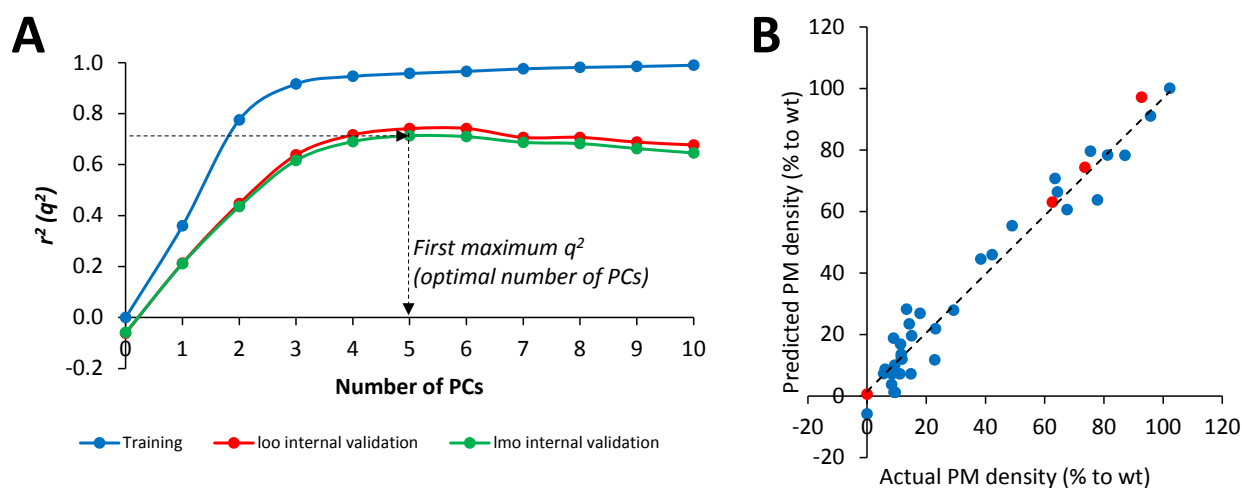 A
1.0
0.8
0.6
0.4
0.2
0.0
-0.2
r² (q²)
0 1 2 3 4 5 6 7 8 9 10
Number of PCs
First maximum q²
(optimal number of PCs)
Training loo internal validation lmo internal validation
B
120
100
80
60
40
20
0
-20
Predicted PM density (% to wt)
-20 0 20 40 60 80 100 120
Actual PM density (% to wt)